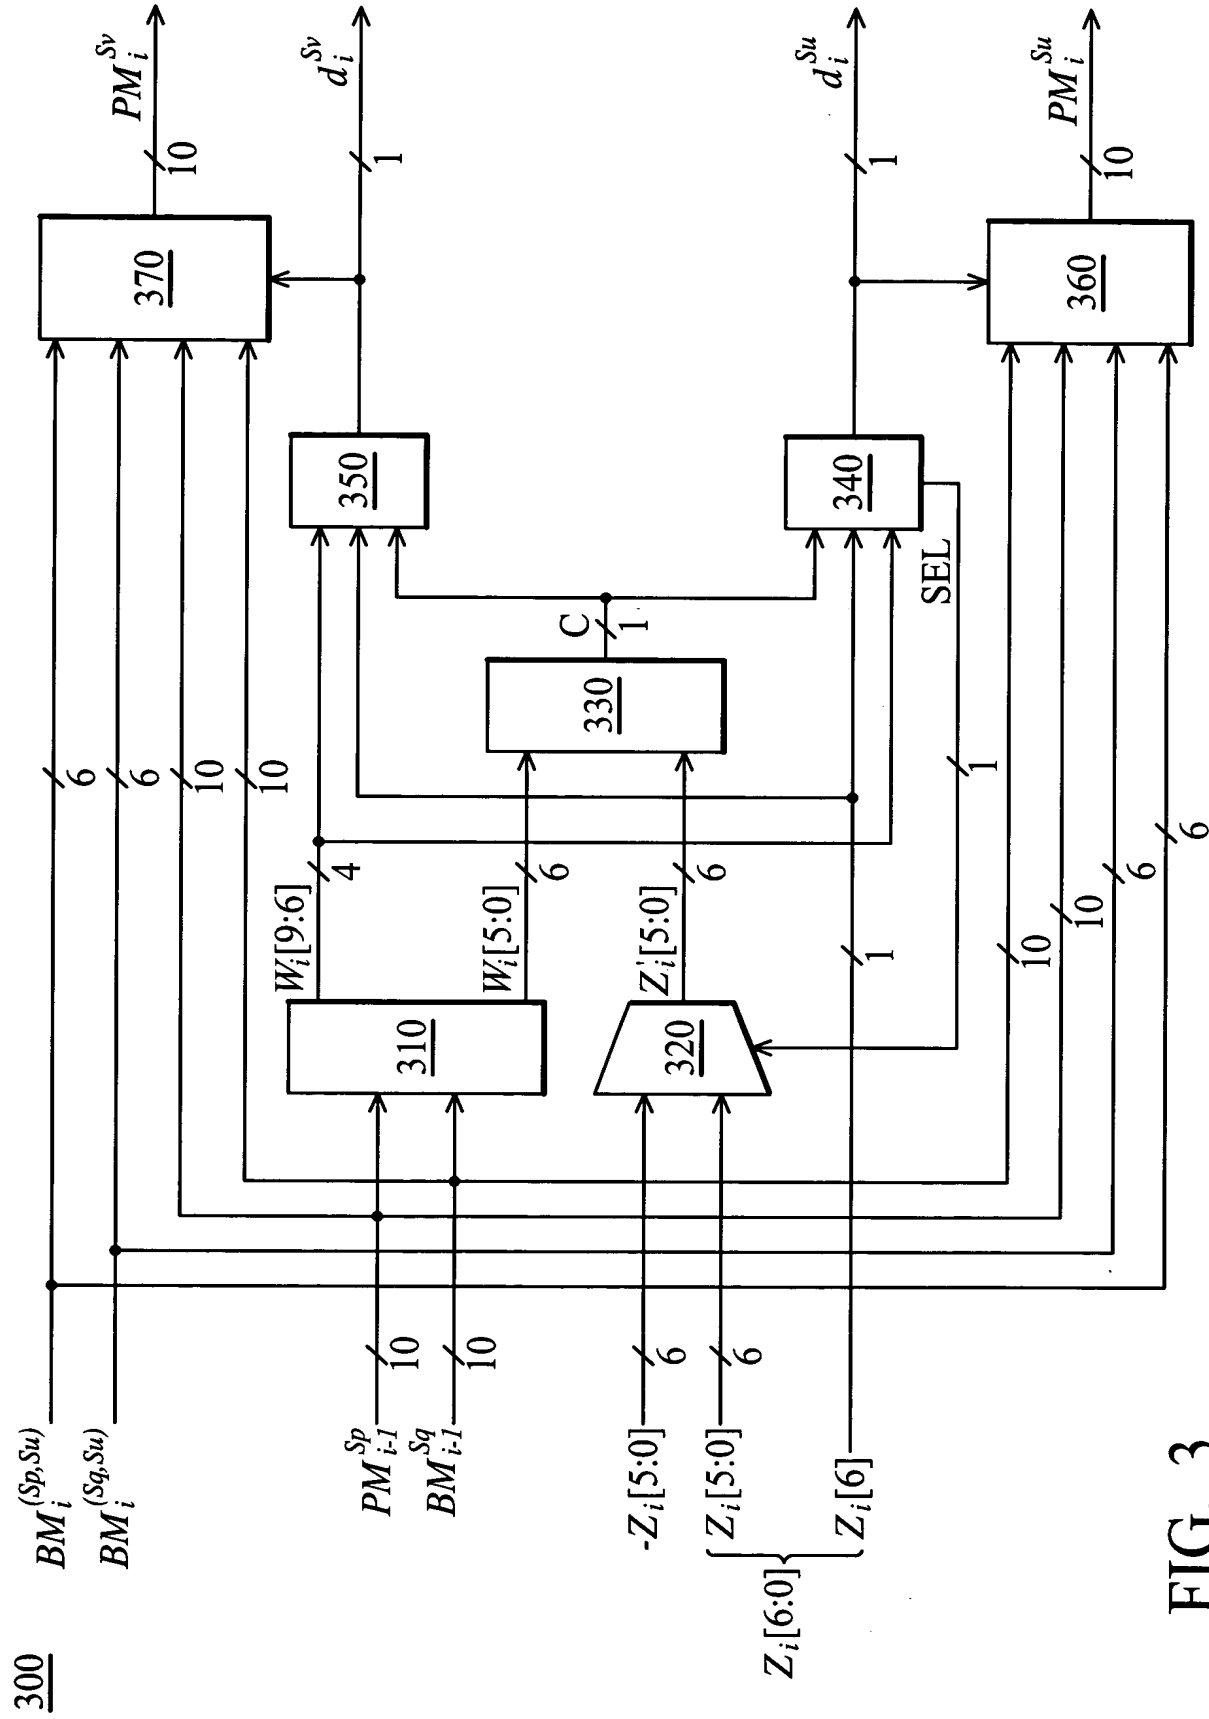 300
BM_i^{(Sp,Su)}
BM_i^{(Sq,Su)}
PM_{i-1}^{Sp}
BM_{i-1}^{Sq}
-Z_i[5:0]
Z_i[5:0]
Z_i[6]
Z_i[6:0]
10
10
6
6
310
320
W_i[9:6]
4
W_i[5:0]
6
Z'_i[5:0]
6
1
6
6
10
10
10
10
6
6
330
C
1
SEL
1
350
340
370
360
10
PM_i^{Sv}
1
d_i^{Sv}
1
d_i^{Su}
10
PM_i^{Su}
FIG. 3